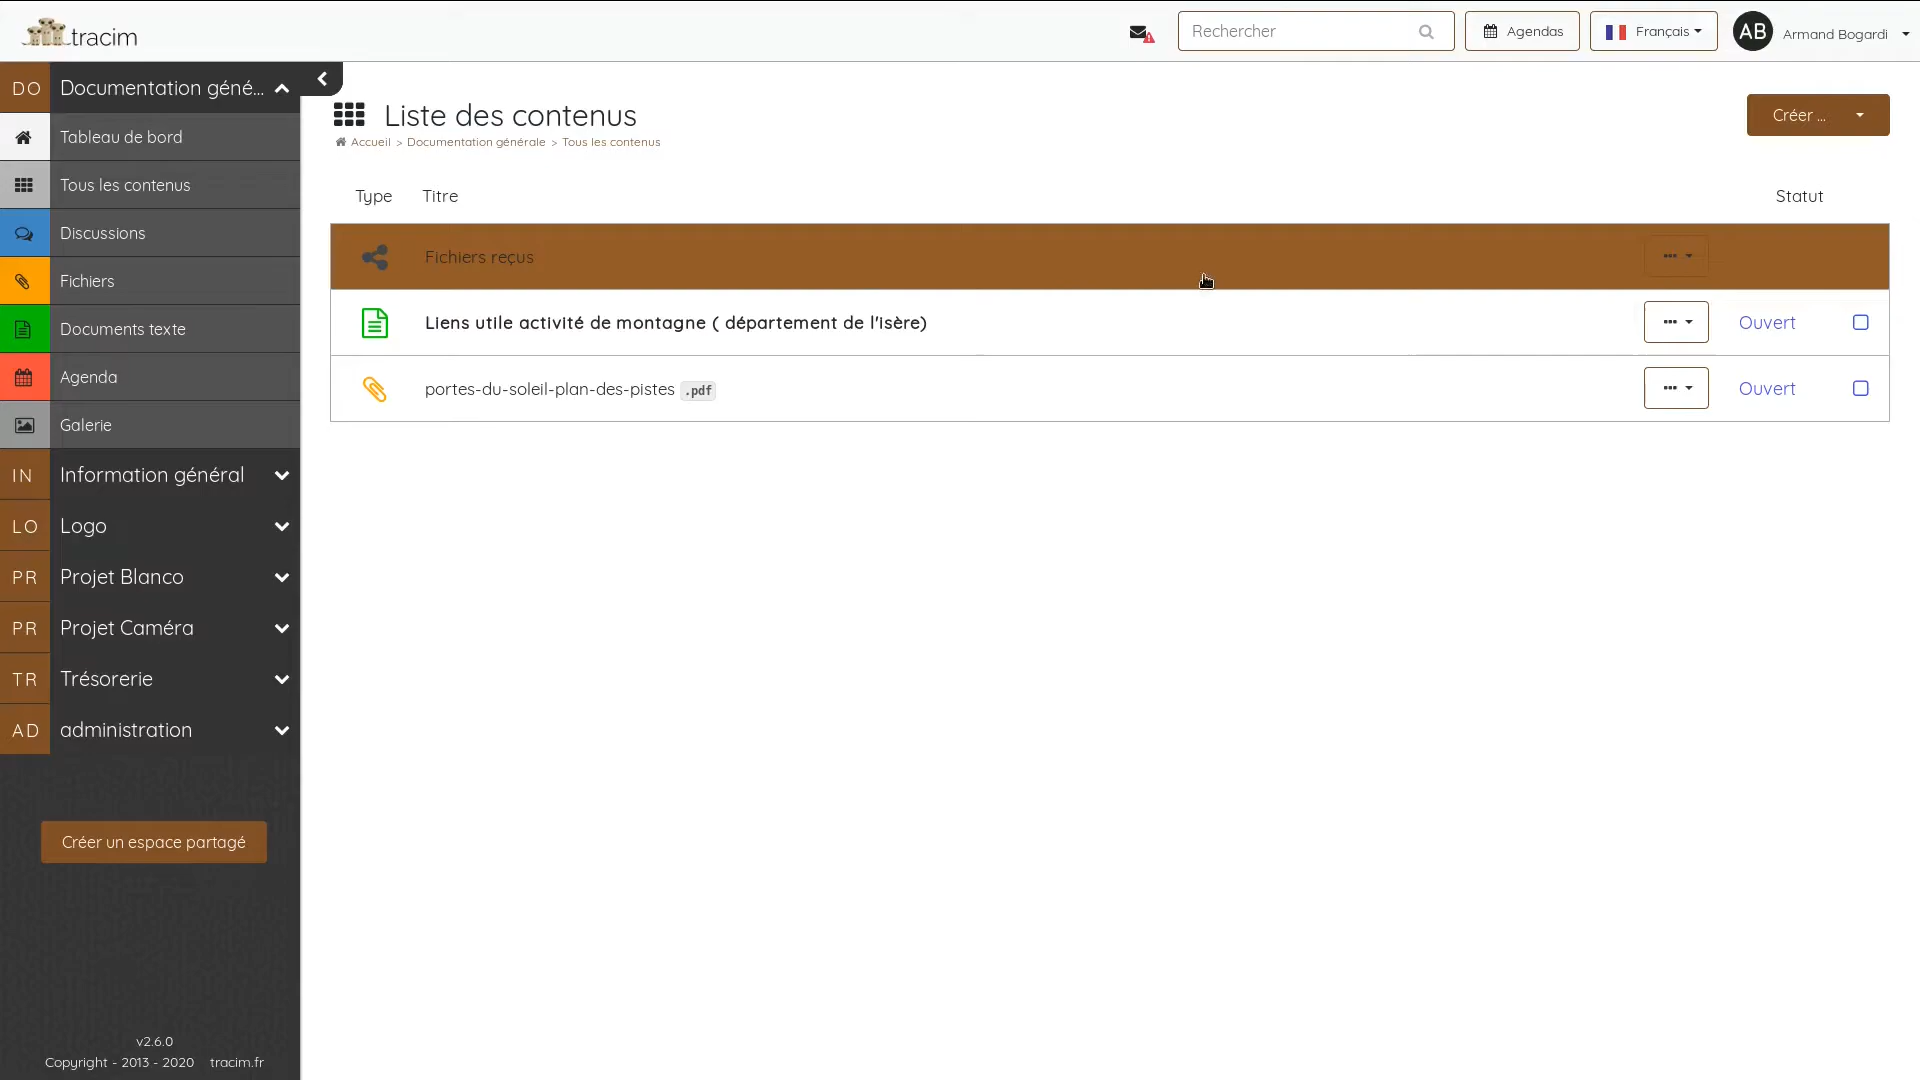 tracim
Rechercher
Agendas
Français
AB
Armand Bogardi
DO
Documentation géné...
Tableau de bord
Tous les contenus
Discussions
Fichiers
Documents texte
Agenda
Galerie
IN
Information général
LO
Logo
PR
Projet Blanco
PR
Projet Caméra
TR
Trésorerie
AD
administration
Créer un espace partagé
v2.6.0
Copyright - 2013 - 2020 tracim.fr
Liste des contenus
Créer ...
Accueil > Documentation générale > Tous les contenus
Type Titre Statut
Fichiers reçus
Liens utile activité de montagne ( département de l'isère) Ouvert
portes-du-soleil-plan-des-pistes .pdf Ouvert